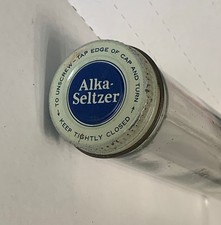 ← TO UNSCREW-TAP EDGE OF CAP AND TURN ←
Alka-
Seltzer
KEEP TIGHTLY CLOSED